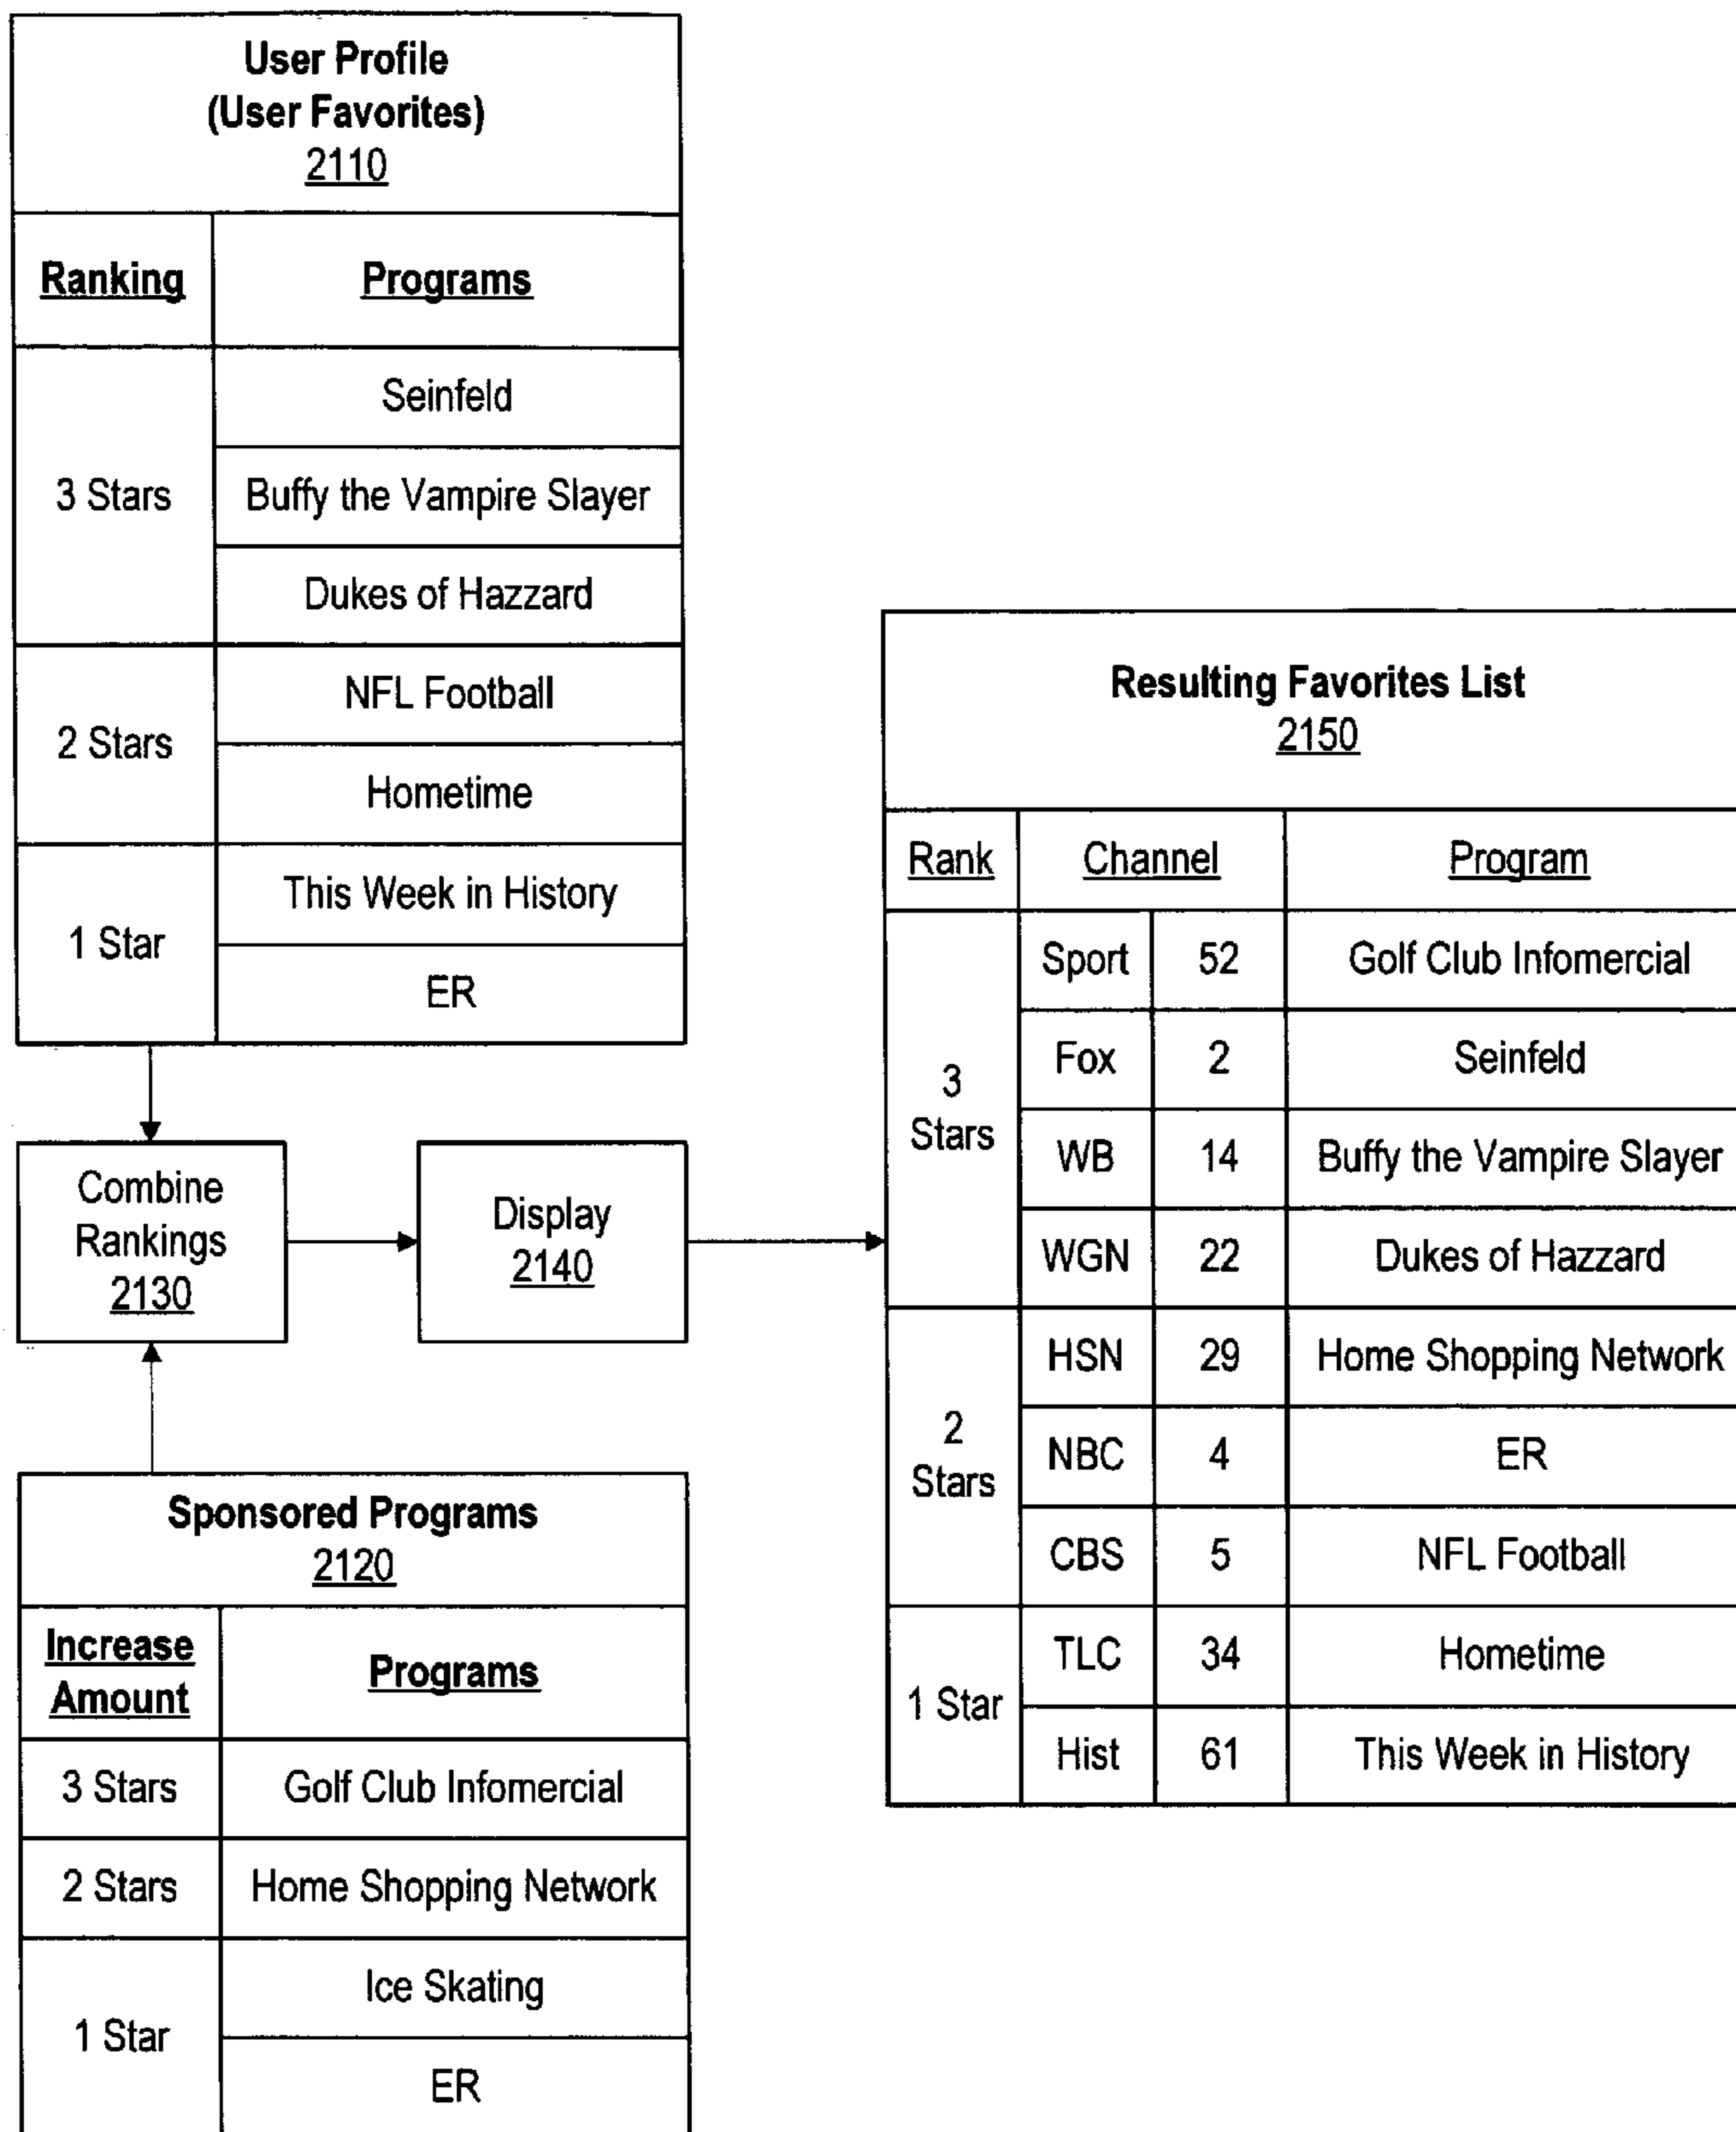 User Profile
(User Favorites)
2110
Ranking Programs
3 Stars
Seinfeld
Buffy the Vampire Slayer
Dukes of Hazzard
2 Stars
NFL Football
Hometime
1 Star
This Week in History
ER
Combine
Rankings
2130
Display
2140
Sponsored Programs
2120
Increase
Amount
Programs
3 Stars Golf Club Infomercial
2 Stars Home Shopping Network
1 Star
Ice Skating
ER
Resulting Favorites List
2150
Rank Channel Program
3
Stars
Sport 52 Golf Club Infomercial
Fox 2 Seinfeld
WB 14 Buffy the Vampire Slayer
WGN 22 Dukes of Hazzard
2
Stars
HSN 29 Home Shopping Network
NBC 4 ER
CBS 5 NFL Football
1 Star
TLC 34 Hometime
Hist 61 This Week in History